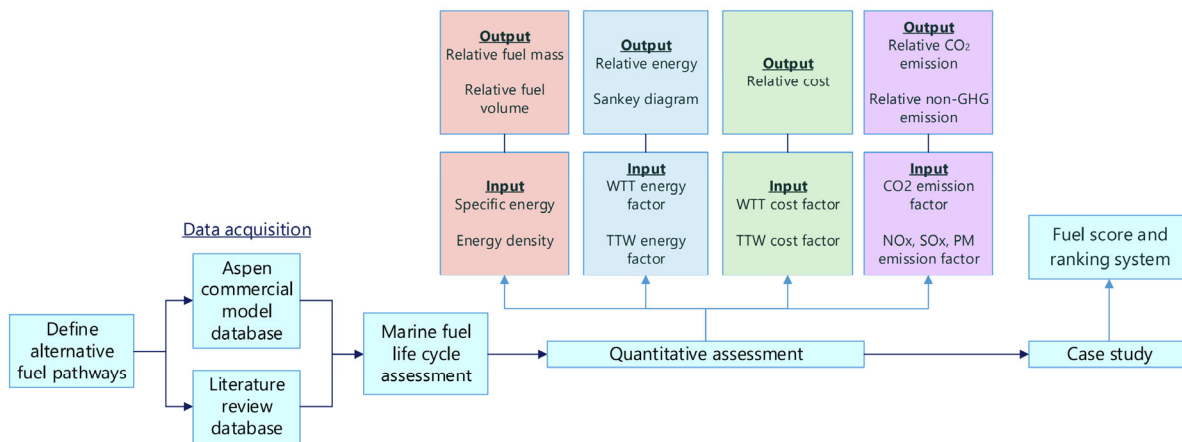 Output
Relative fuel mass
Relative fuel
volume
Output
Relative energy
Sankey diagram
Output
Relative cost
Output
Relative CO₂
emission
Relative non-GHG
emission
Input
Specific energy
Energy density
Input
WTT energy
factor
TTW energy
factor
Input
WTT cost factor
TTW cost factor
Input
CO2 emission
factor
NOx, SOx, PM
emission factor
Data acquisition
Aspen
commercial
model
database
Define
alternative
fuel pathways
Literature
review
database
Marine fuel
life cycle
assessment
Quantitative assessment
Case study
Fuel score and
ranking system